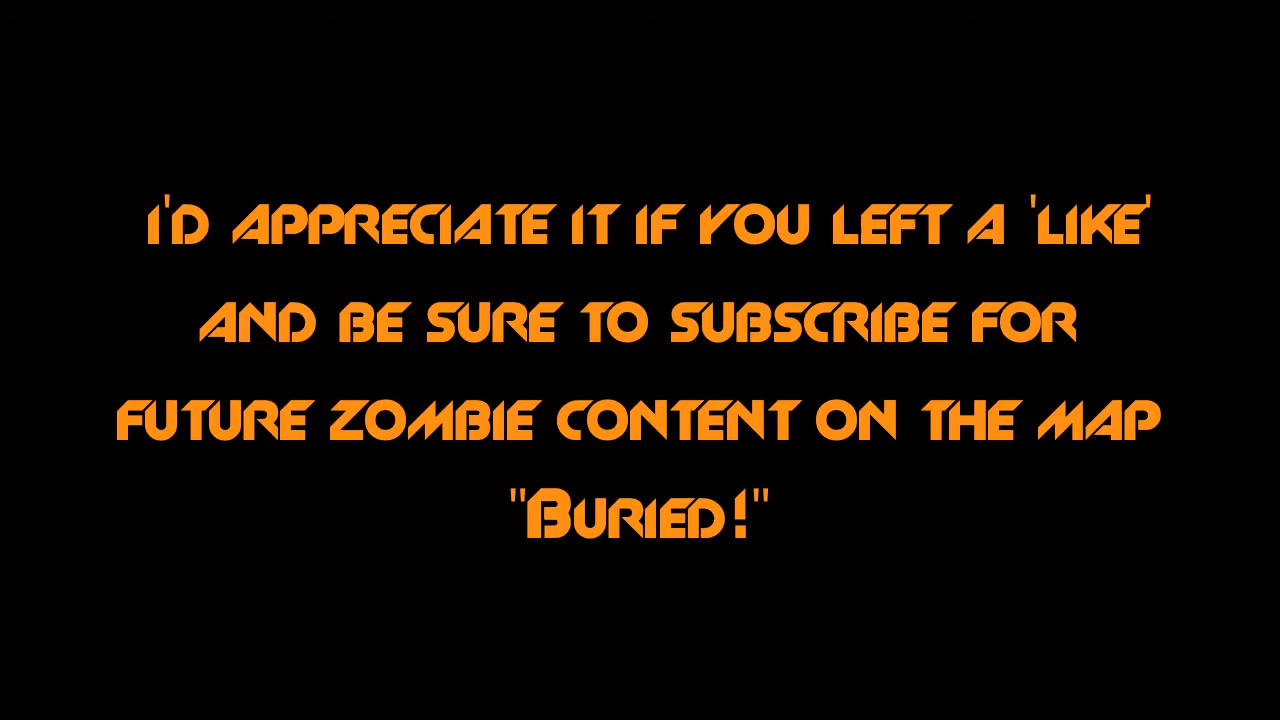 I'D APPRECIATE IT IF YOU LEFT A 'LIKE'
AND BE SURE TO SUBSCRIBE FOR
FUTURE ZOMBIE CONTENT ON THE MAP
"BURIED!"